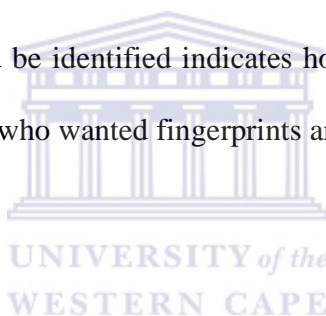 be identified indicates
who wanted fingerprints
UNIVERSITY of the
WESTERN CAPE